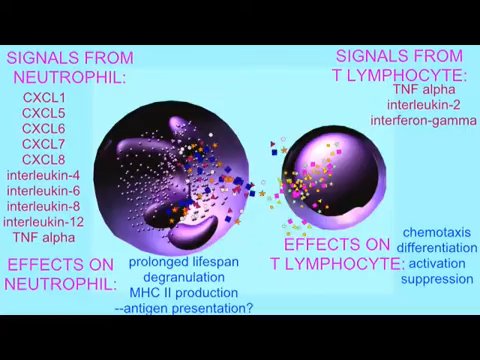 SIGNALS FROM
NEUTROPHIL:
CXCL1
CXCL5
CXCL6
CXCL7
CXCL8
interleukin-4
interleukin-6
interleukin-8
interleukin-12
TNF alpha
SIGNALS FROM
T LYMPHOCYTE:
TNF alpha
interleukin-2
interferon-gamma
EFFECTS ON
NEUTROPHIL:
prolonged lifespan
degranulation
MHC II production
--antigen presentation?
EFFECTS ON
T LYMPHOCYTE:
chemotaxis
differentiation
activation
suppression